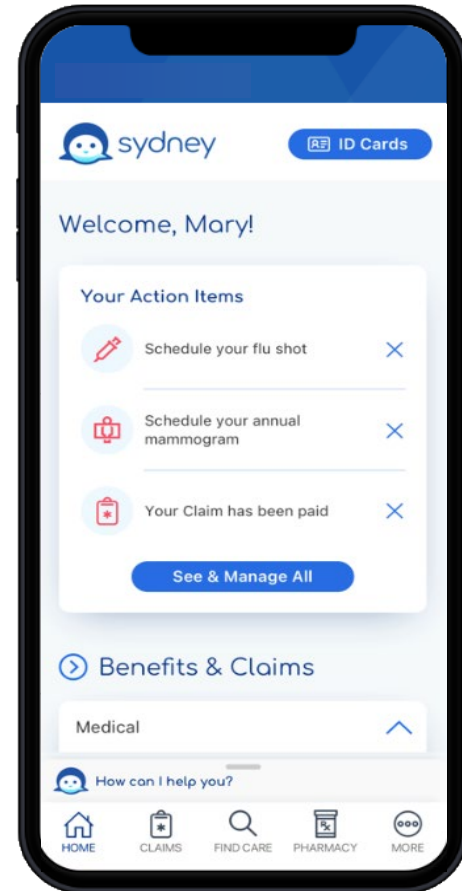 sydney
ID Cards
Welcome, Mary!
Your Action Items
Schedule your flu shot
Schedule your annual
mammogram
Your Claim has been paid
See & Manage All
Benefits & Claims
Medical
How can I help you?
HOME CLAIMS FIND CARE PHARMACY MORE